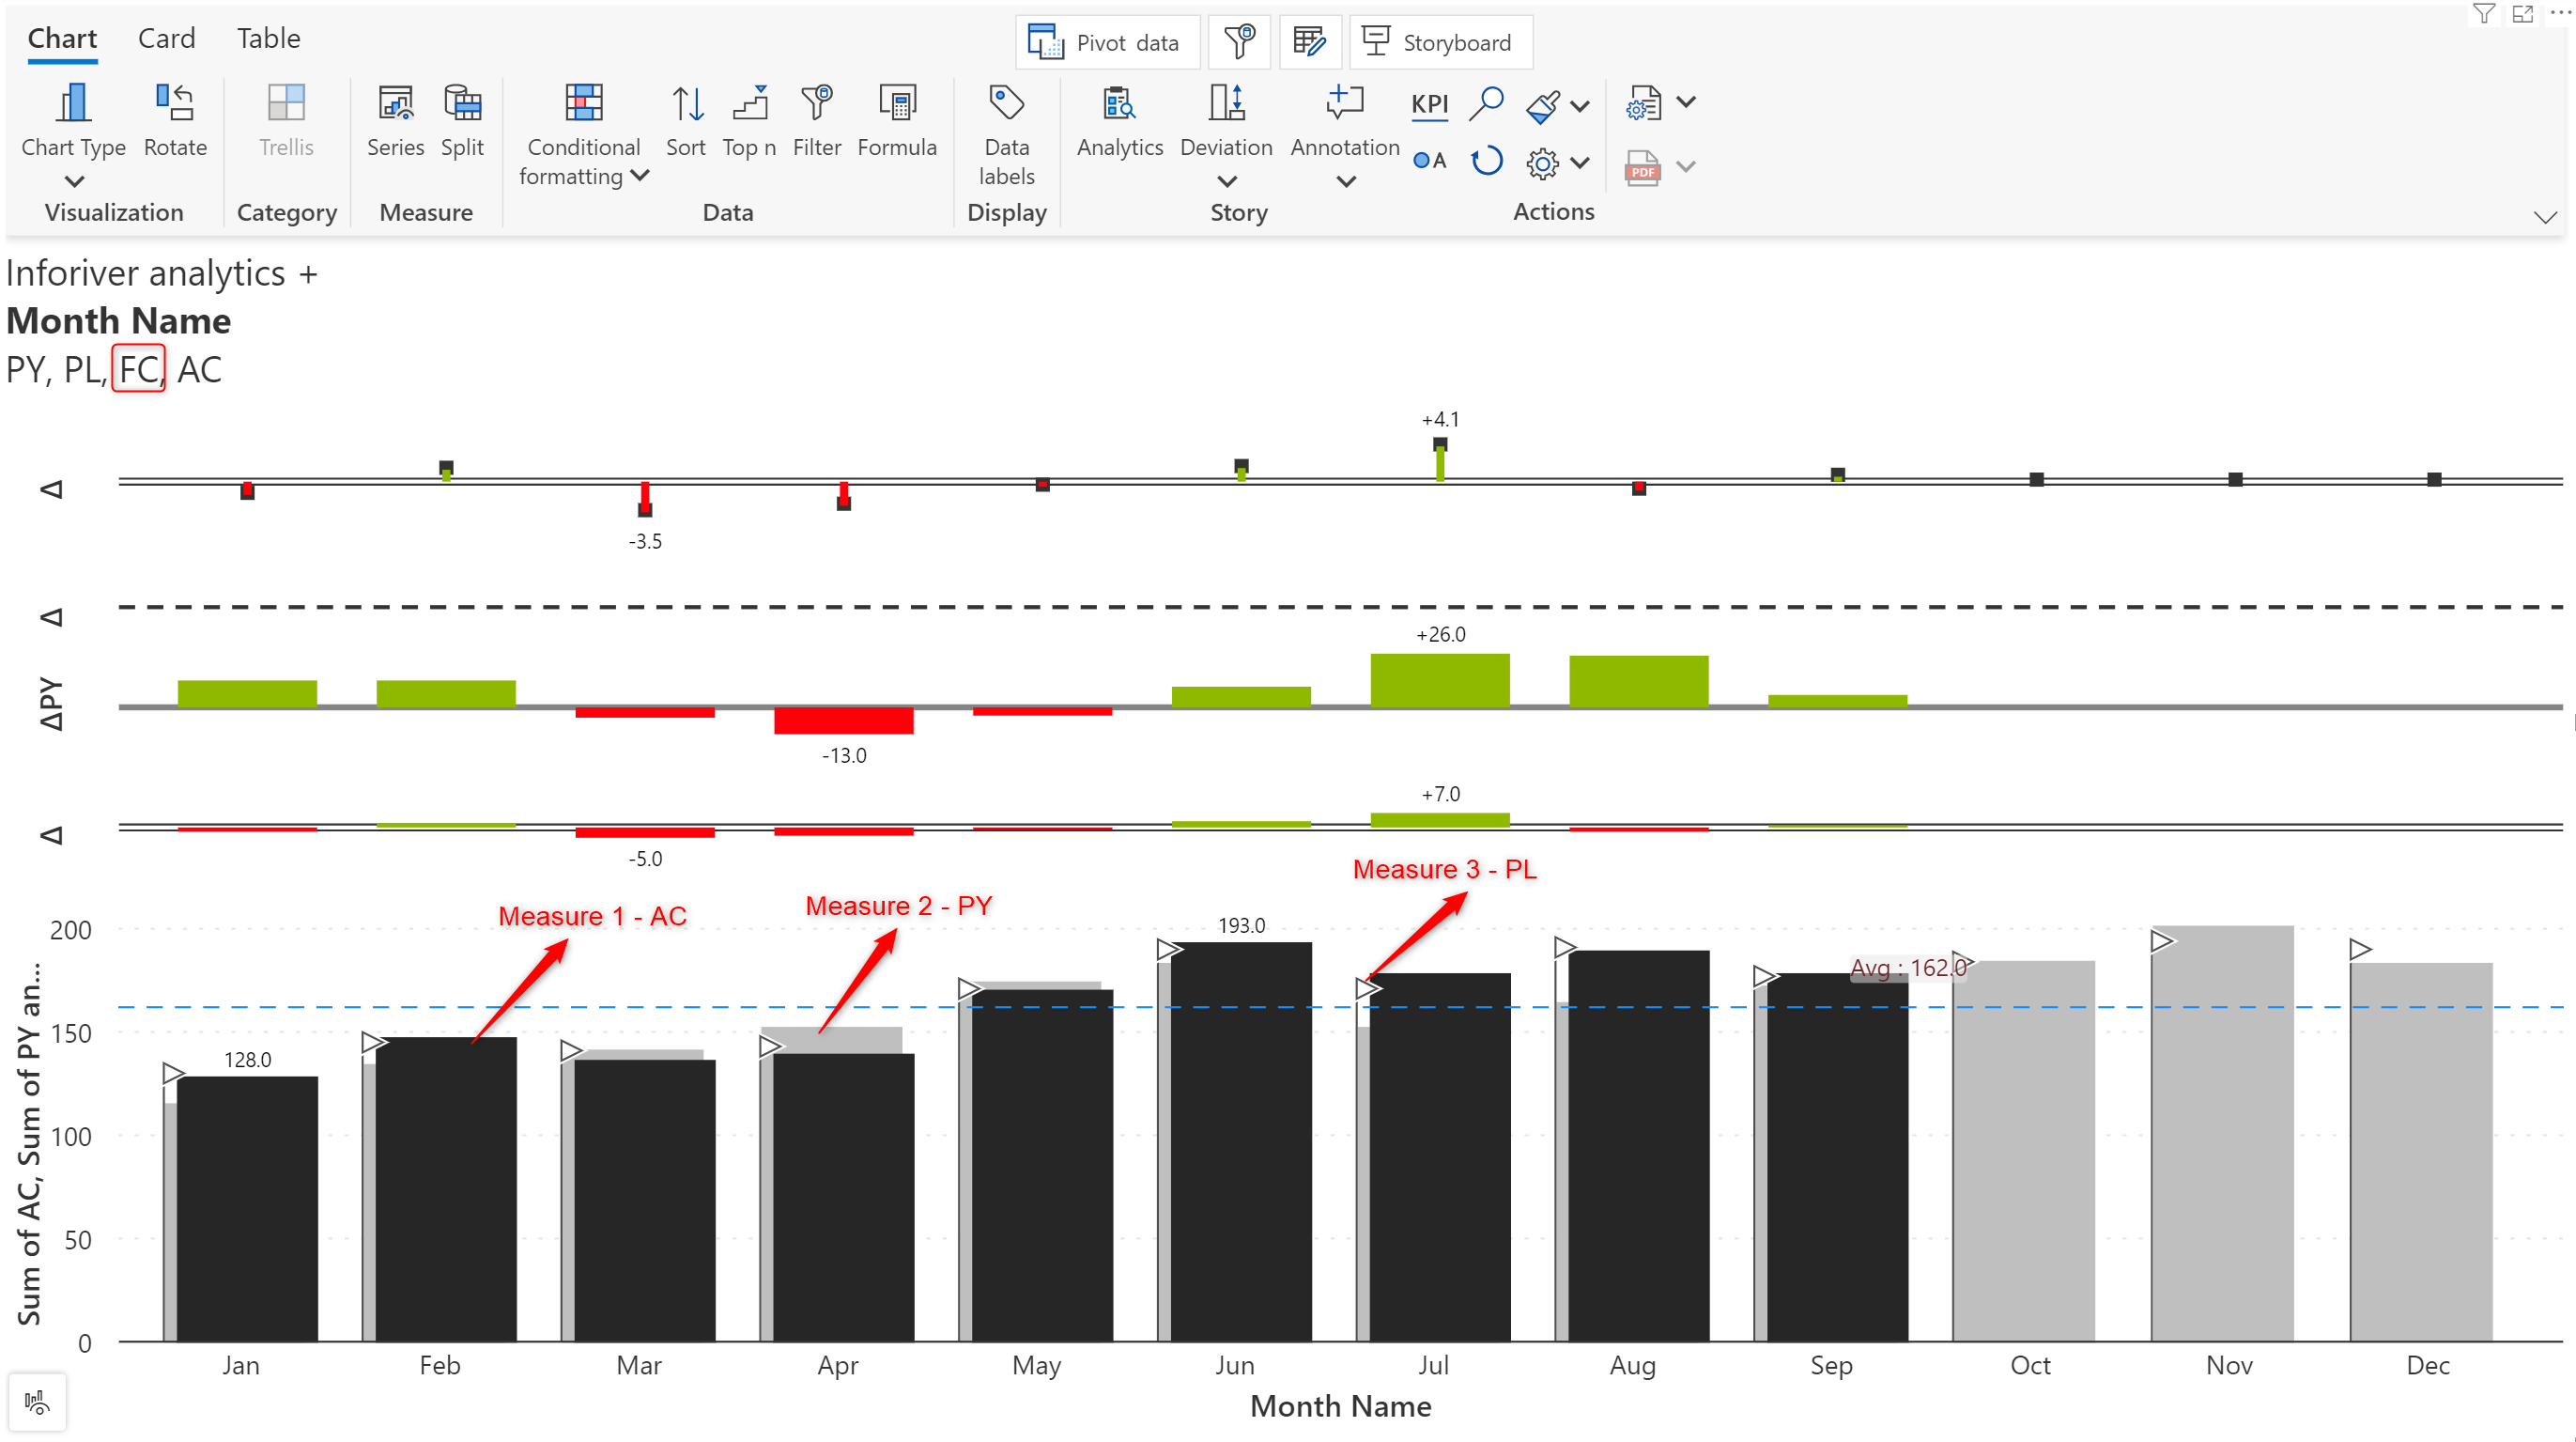 Chart Card Table
Pivot data Storyboard
Chart Type Rotate Trellis Series Split Conditional formatting Sort Top n Filter Formula Data labels Analytics Deviation Annotation KPI A PDF
Visualization Category Measure Data Display Story Actions
Inforiver analytics +
Month Name
PY, PL, FC, AC
+4.1
Δ
-3.5
Δ
+26.0
ΔPY
-13.0
+7.0
Δ
-5.0
Measure 3 - PL
Measure 2 - PY
Measure 1 - AC
Sum of AC, Sum of PY an...
200
150
100
50
0
128.0
193.0
Avg : 162.0
Jan Feb Mar Apr May Jun Jul Aug Sep Oct Nov Dec
Month Name